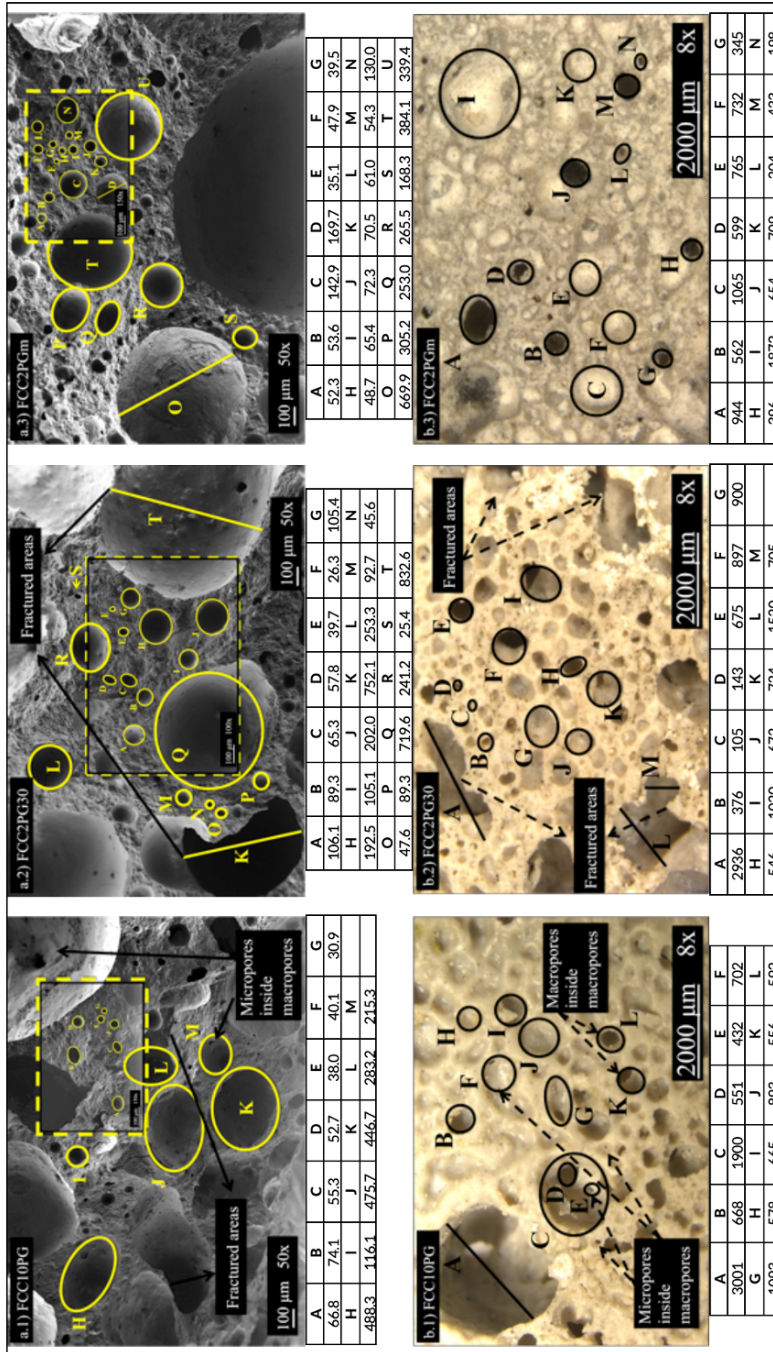 a.1) FCC10PG
H
I
J
K
L
M
Fractured areas
Micropores
inside
macropores
100 µm 50x
100 µm 150x
A B C D E F G
66.8 74.1 55.3 52.7 38.0 40.1 30.9
H I J K L M
488.3 116.1 475.7 446.7 283.2 215.3
a.2) FCC2PG30
Fractured areas
L
R
S
T
A
B
C
D
E
F
G
H
I
J
M
N
O
P
Q
K
100 µm 100x
100 µm 50x
A B C D E F G
106.1 89.3 65.3 57.8 39.7 26.3 105.4
H I J K L M N
192.5 105.1 202.0 752.1 253.3 92.7 45.6
O P Q R S T
47.6 89.3 719.6 241.2 25.4 832.6
a.3) FCC2PGm
P
Q
T
U
R
O
S
A
B
C
D
N
100 µm 150x
100 µm 50x
A B C D E F G
52.3 53.6 142.9 169.7 35.1 47.9 39.5
H I J K L M N
48.7 65.4 72.3 70.5 61.0 54.3 130.0
O P Q R S T U
669.9 305.2 253.0 265.5 168.3 384.1 339.4
b.1) FCC10PG
A
B
C
D
E
F
G
H
I
J
K
L
Macropores
inside
macropores
Micropores
inside
macropores
2000 µm 8x
A B C D E F
3001 668 1900 551 432 702
G H I J K L
b.2) FCC2PG30
A
B
C
D
E
F
G
H
I
J
K
L
M
Fractured areas
Fractured areas
2000 µm 8x
A B C D E F G
2936 376 105 143 675 897 900
H I J K L M
b.3) FCC2PGm
A
B
C
D
E
F
G
H
I
J
K
L
M
N
2000 µm 8x
A B C D E F G
944 562 1065 599 765 732 345
H I J K L M N